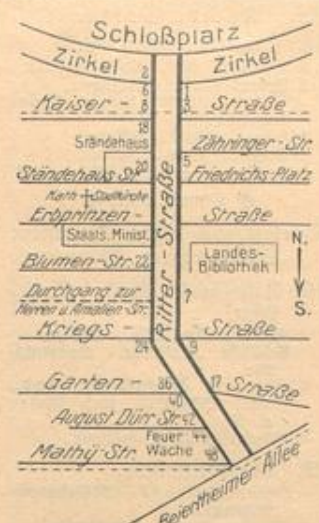 Schloßplatz
Zirkel Zirkel
2
6 1
Kaiser - 8 3 Straße
18
Ständehaus Zähringer-Str.
20 5
Ständehaus Str. Friedrichs-Platz
Kath. Stadtkirche
Erbprinzen - Straße
Staats. Minist.
Landes-
Bibliothek
N.
S.
Blumen-Str.
Ritter - Straße
Durchgang zur 7
Herren u. Amalien-Str.
Kriegs - Straße
24 9
Garten - 36 17 Straße
40
August Dürr Str. 42
Feuer 44
Wache
Mathÿ-Str. 48
Beiertheimer Allee